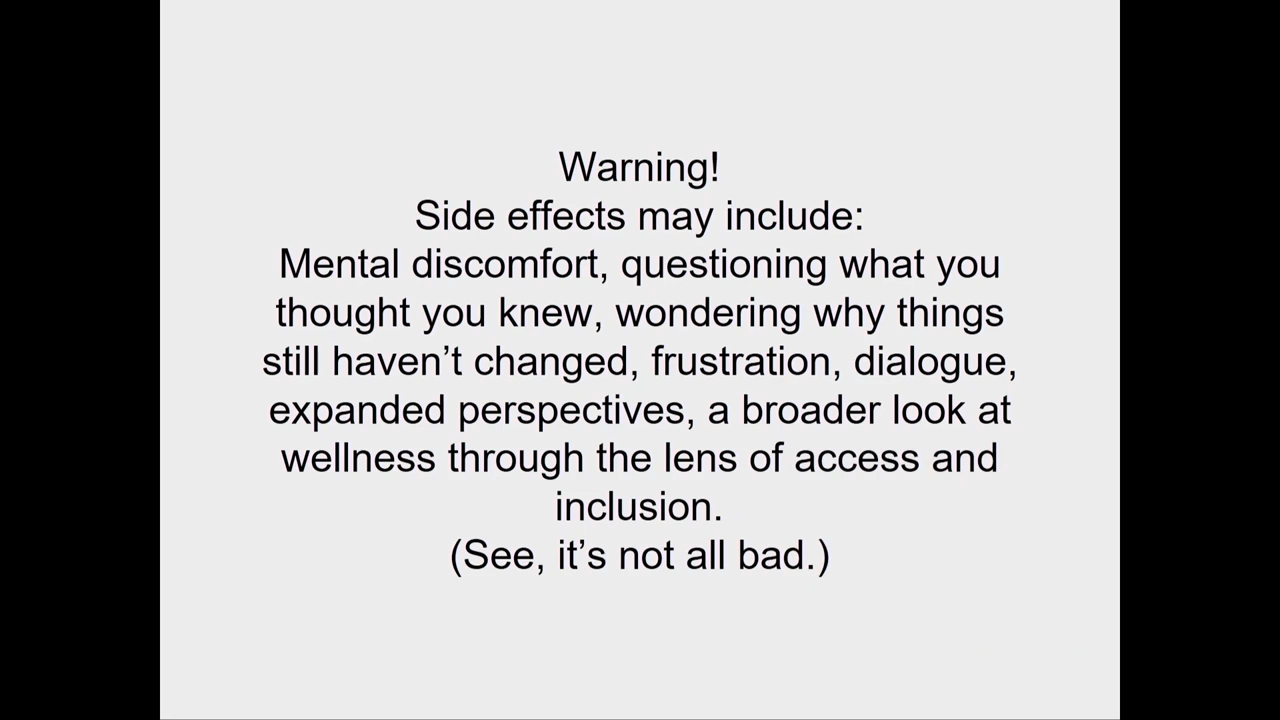 Warning!
Side effects may include:
Mental discomfort, questioning what you
thought you knew, wondering why things
still haven’t changed, frustration, dialogue,
expanded perspectives, a broader look at
wellness through the lens of access and
inclusion.
(See, it’s not all bad.)